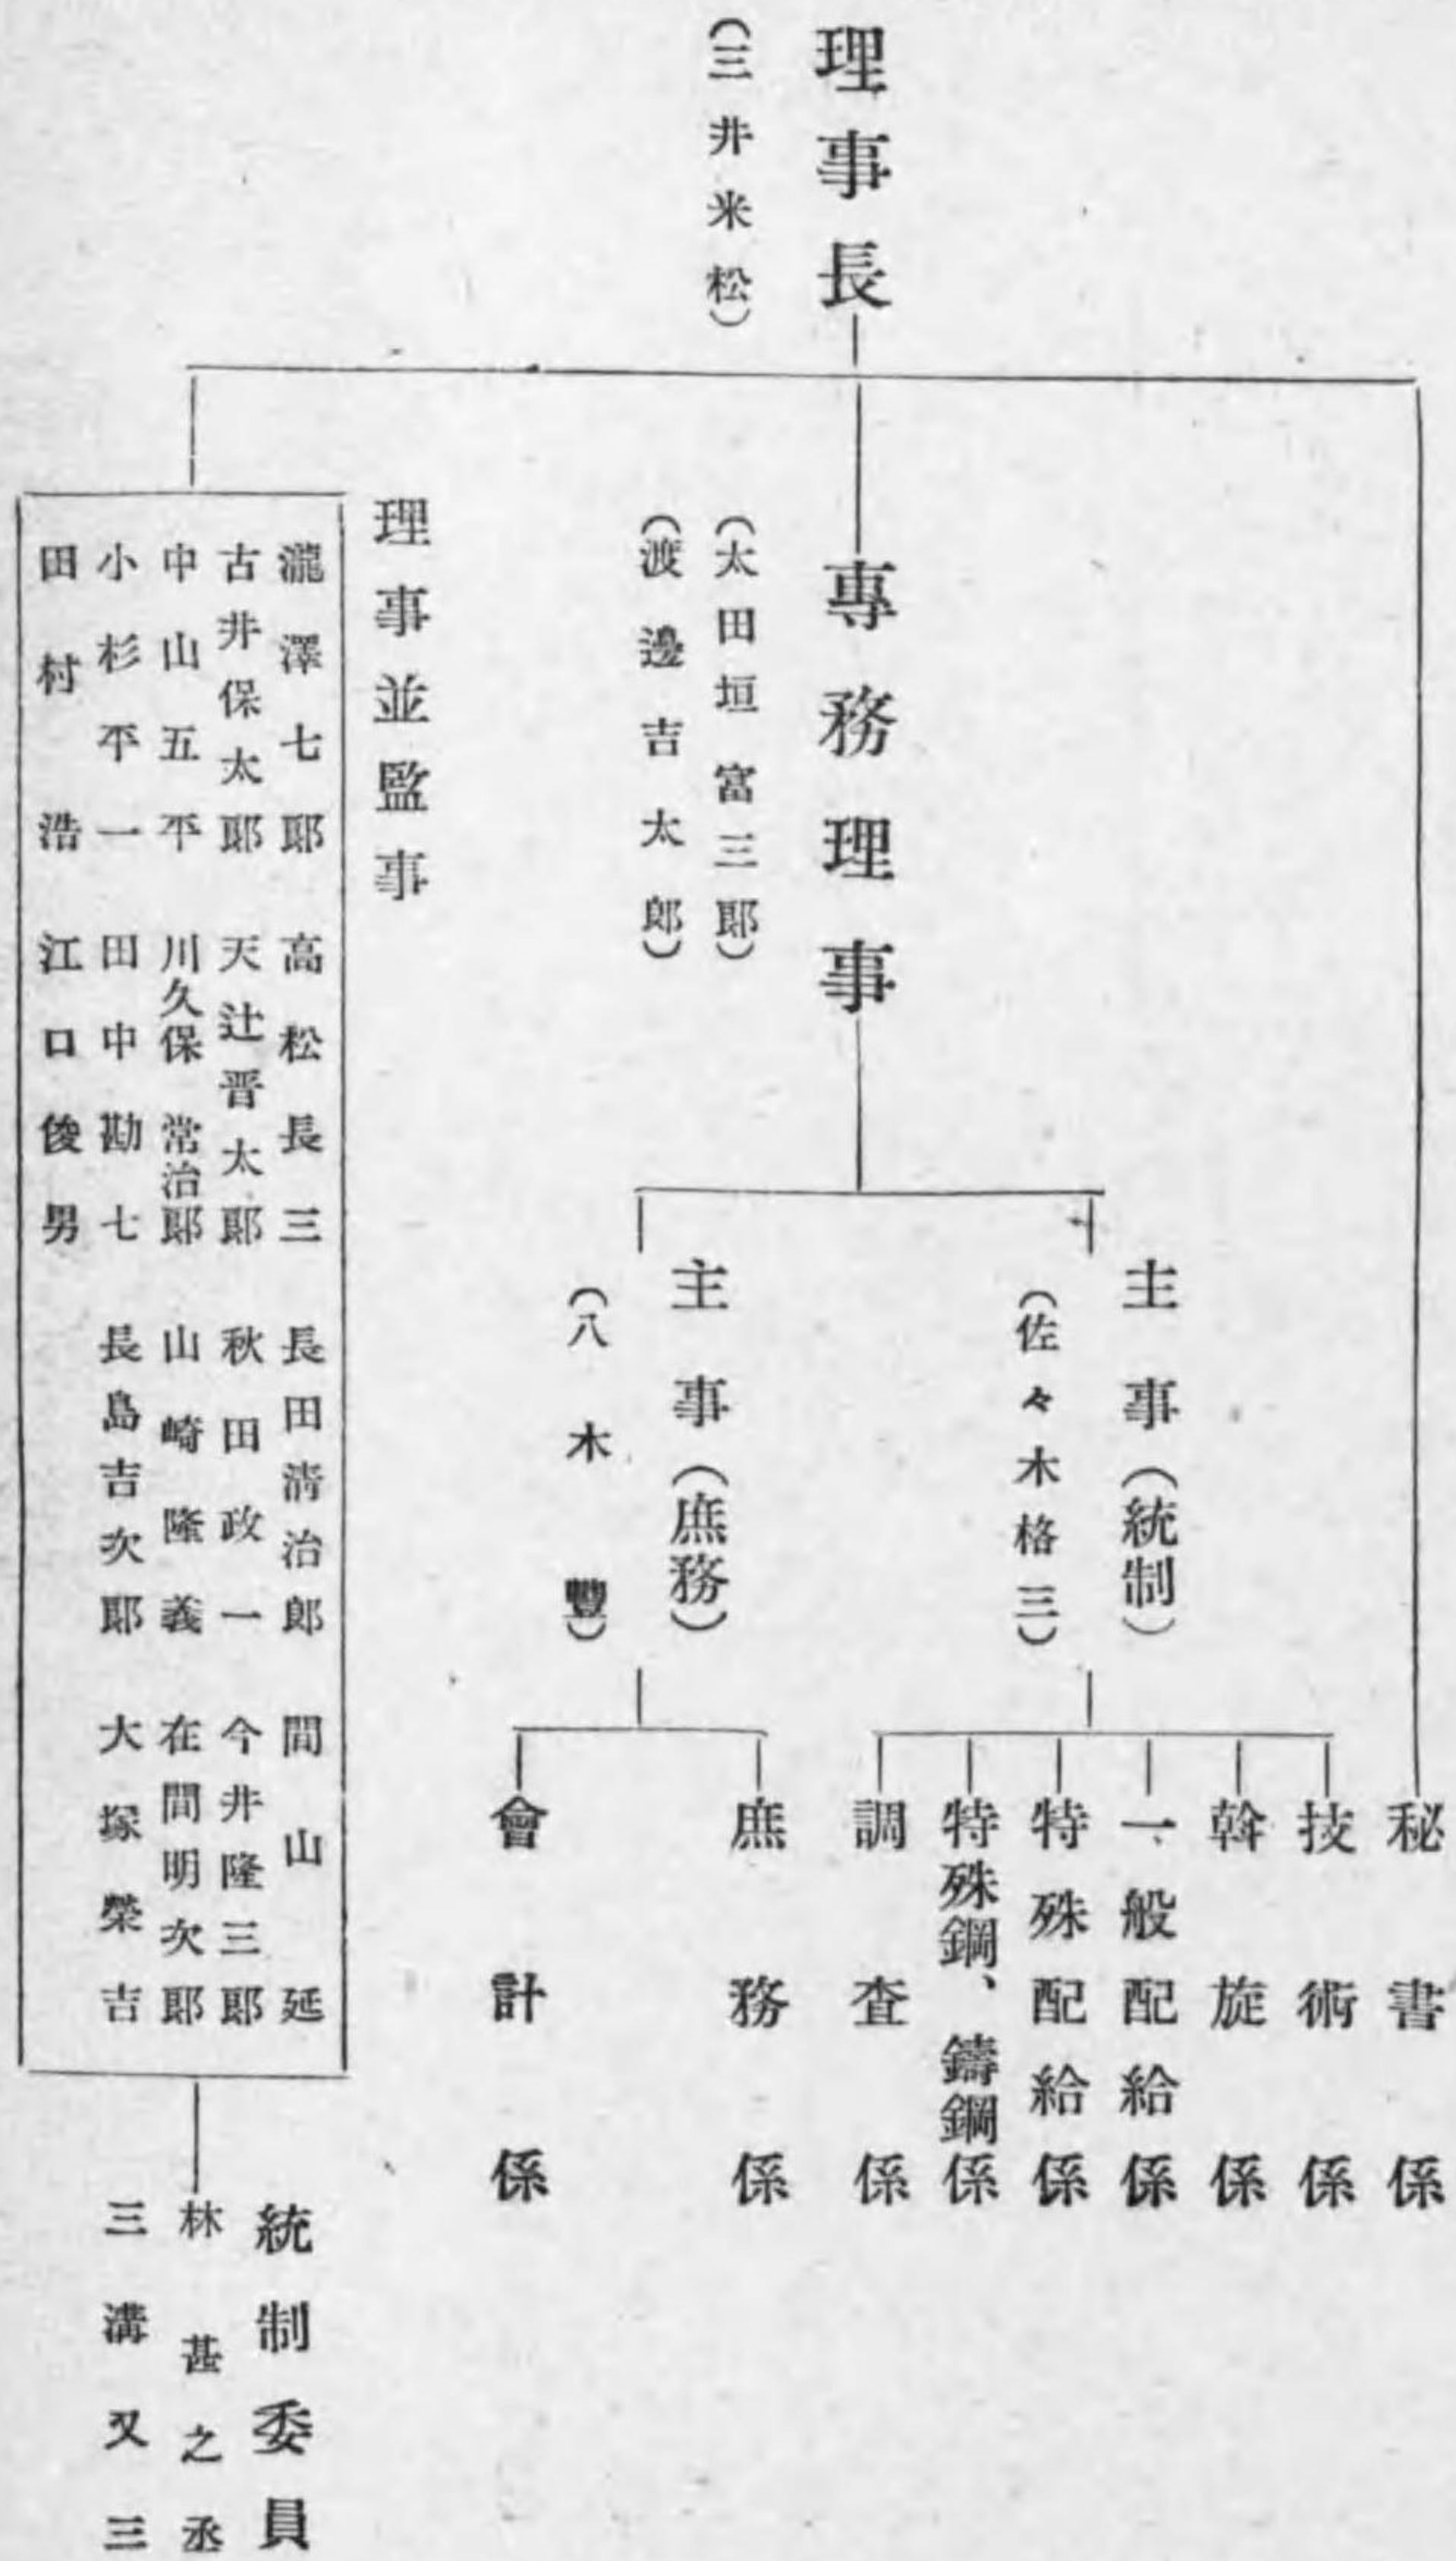 理事長
（三井米松）
秘書係
專務理事
（太田垣富三郞）
（渡邊吉太郎）
主事（統制）
（佐々木格三）
技術係
斡旋係
一般配給係
特殊配給係
特殊鋼、鑄鋼係
調査係
主事（庶務）
（八木豐）
庶務係
會計係
理事並監事
瀧澤七郞 高松長三 長田淸治郎 間山延
古井保太郞 天辻晋太郞 秋田政一 今井隆三郞
中山五平 川久保常治郞 山崎隆義 在間明次郞
小杉平一 田中勘七 長島吉次郞 大塚榮吉
田村浩 江口俊男
統制委員
林甚之丞
三溝又三